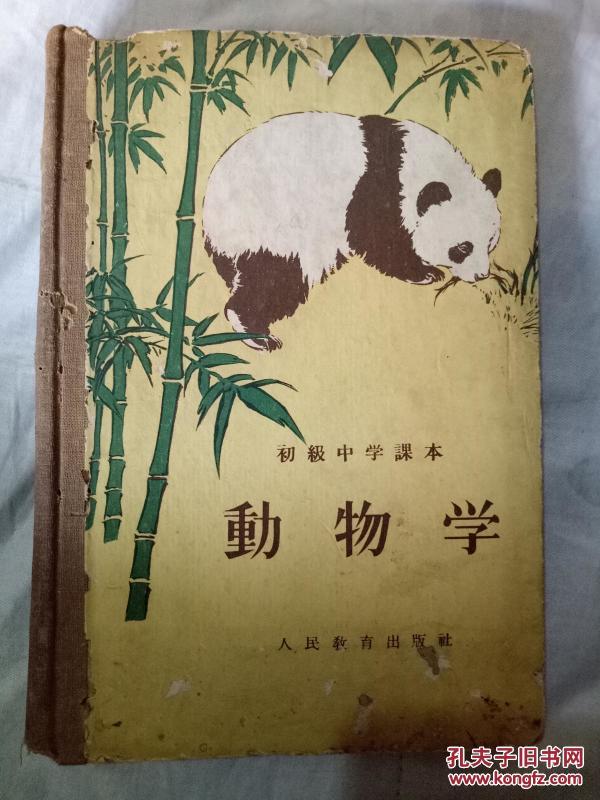 初級中学課本
動物学
人民教育出版社
孔夫子旧书网
www.kongfz.com